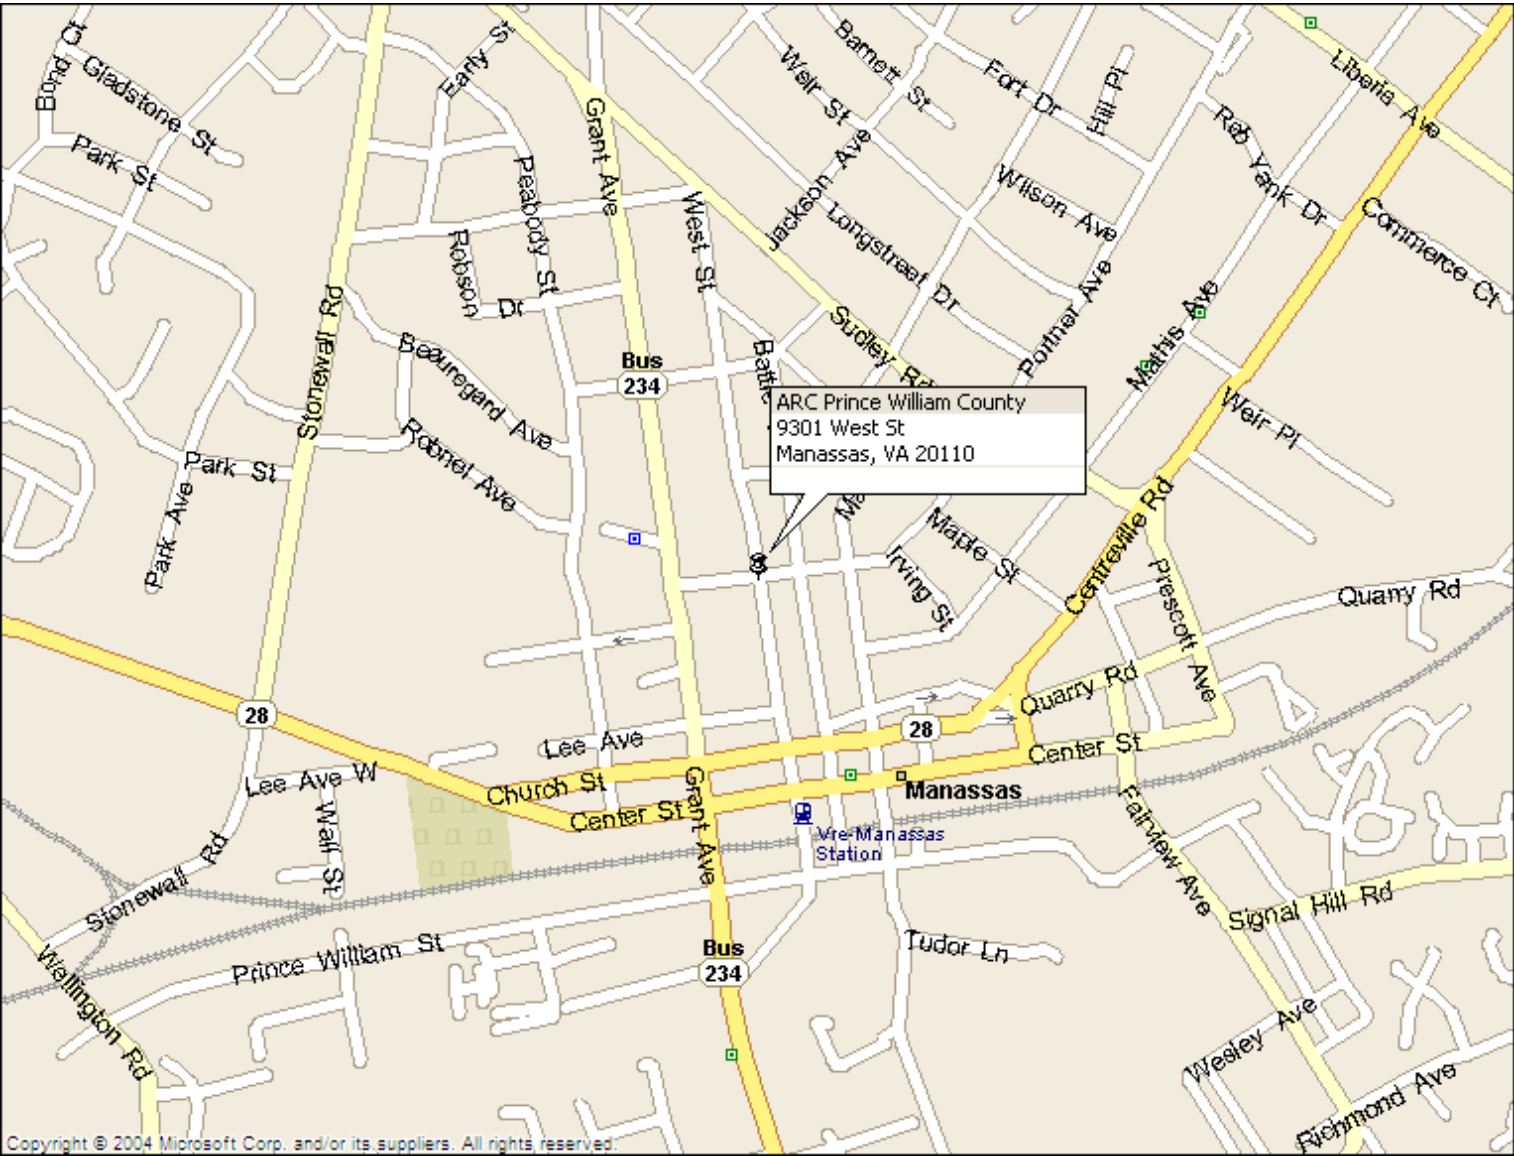 Bond Ct
Gladstone St
Park St
Early St
Grant Ave
Peabody St
West St
Robson
Dr
Stonewall Rd
Beauregard Ave
Robnel Ave
Park St
Park Ave
Barnett St
Weir St
Jackson Ave
Fort Dr
Hill Pl
Wilson Ave
Longstreet Dr
Portner Ave
Sudley Rd
Rob Yank Dr
Liberia Ave
Commerce Ct
Mathis Ave
Weir Pl
Bus
234
Battle
ARC Prince William County
9301 West St
Manassas, VA 20110
Ma
Maple St
Irving St
Centreville Rd
Prescott Ave
Quarry Rd
Quarry Rd
28
28
Lee Ave
Lee Ave W
Wall St
Church St
Center St
Center St
Grant Ave
Manassas
Vre-Manassas
Station
Fairview Ave
Signal Hill Rd
Stonewall Rd
Prince William St
Wellington Rd
Bus
234
Tudor Ln
Wesley Ave
Richmond Ave
Copyright © 2004 Microsoft Corp. and/or its suppliers. All rights reserved.